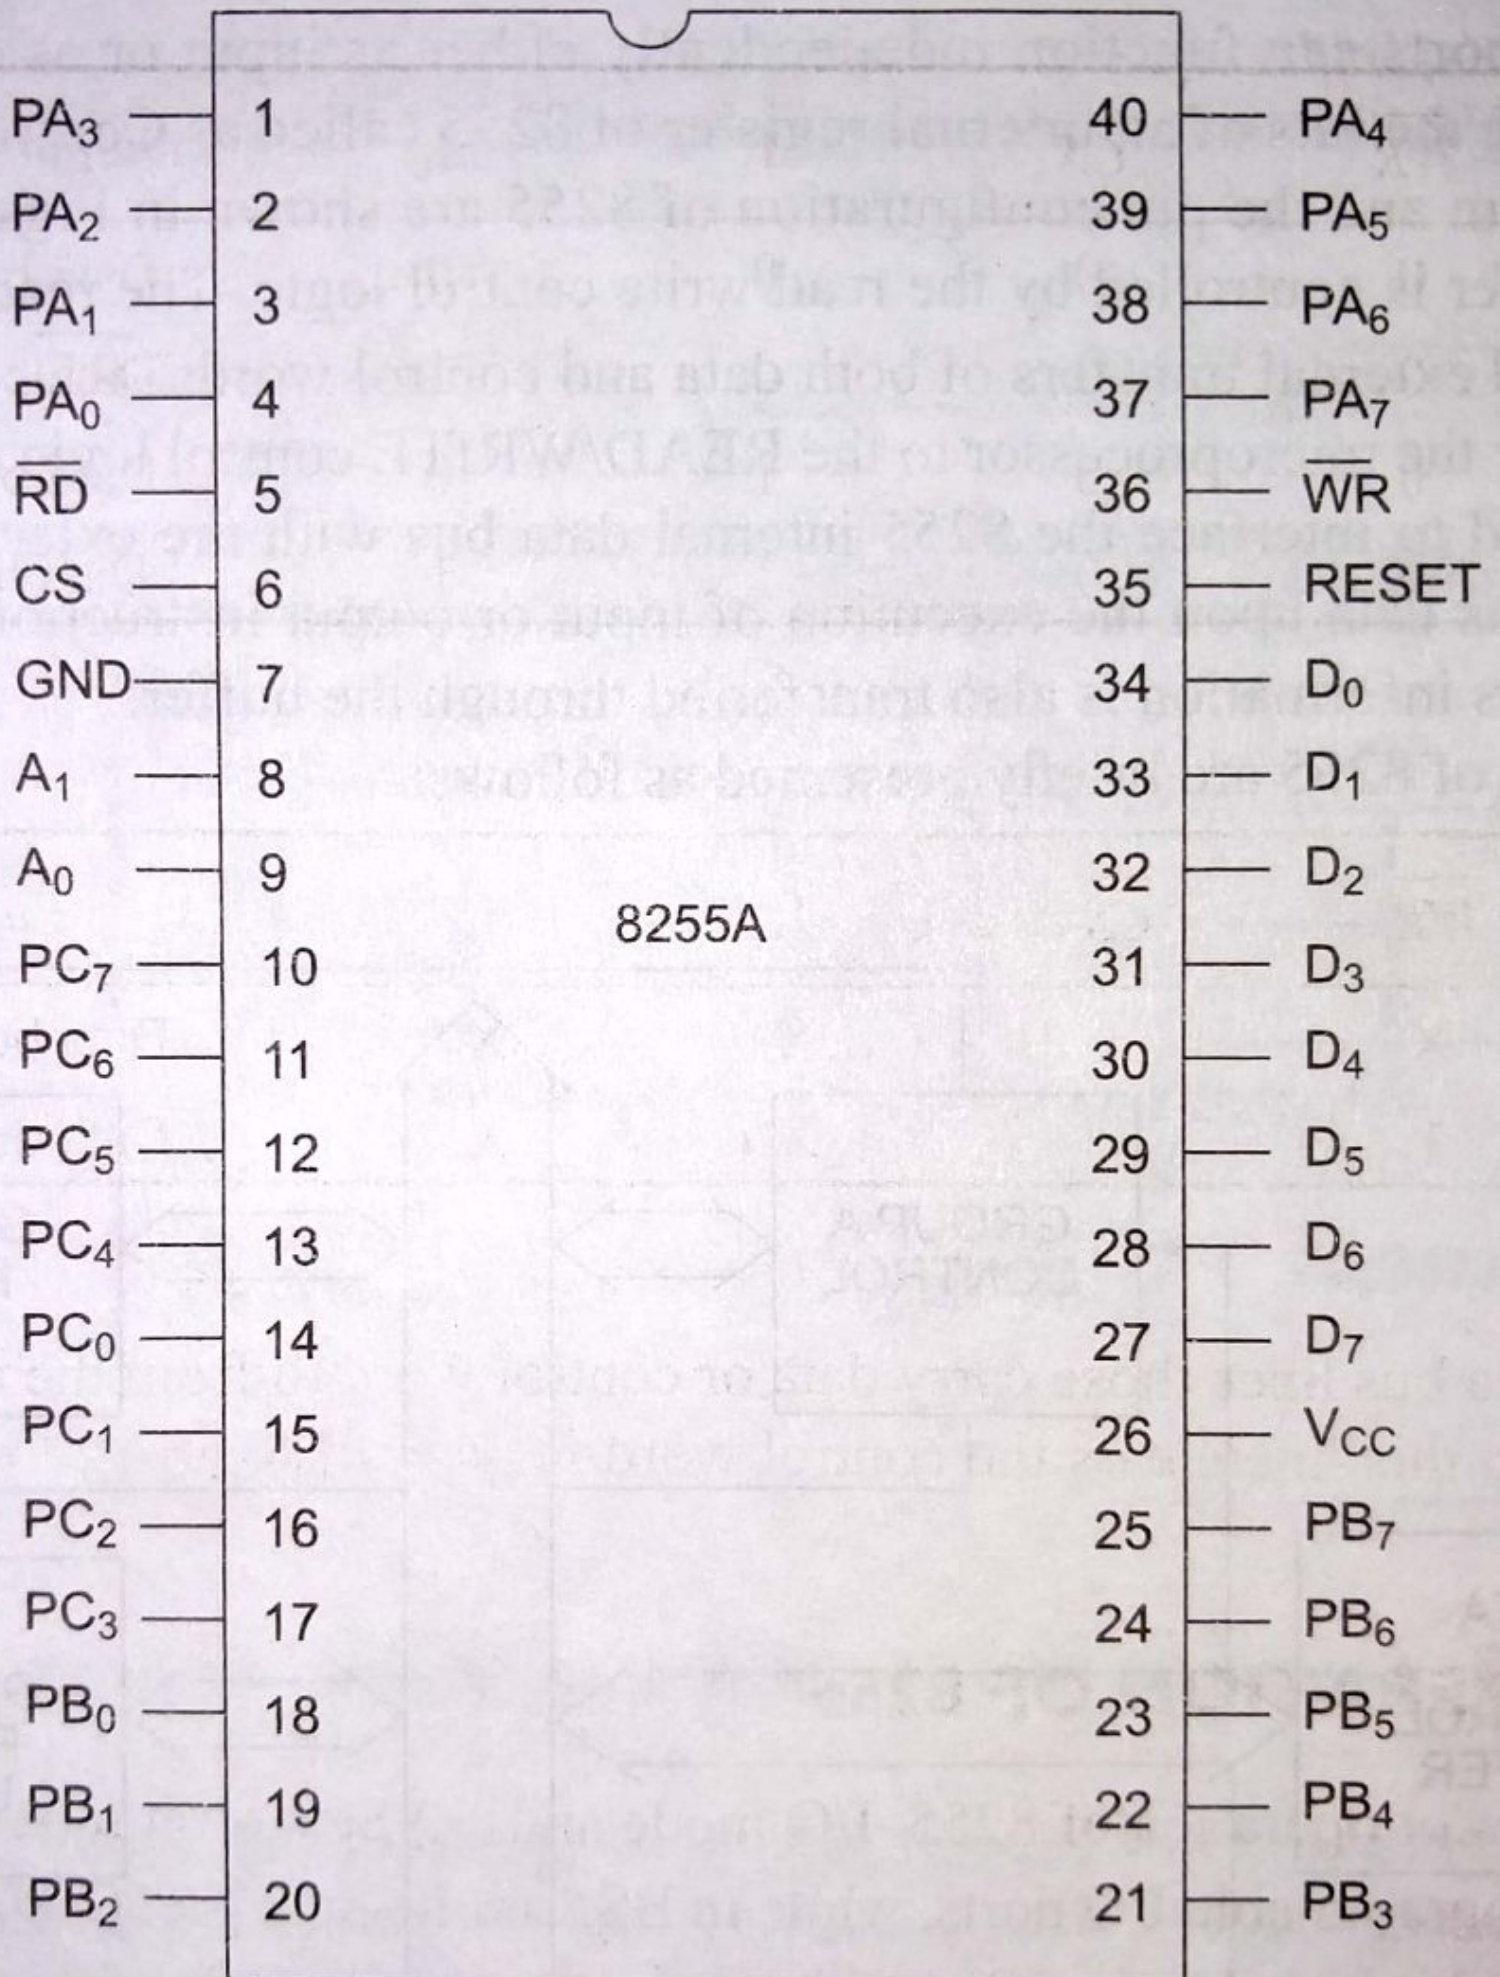 PA₃ 1 40 PA₄
PA₂ 2 39 PA₅
PA₁ 3 38 PA₆
PA₀ 4 37 PA₇
R̅D̅ 5 36 W̅R̅
CS 6 35 RESET
GND 7 34 D₀
A₁ 8 33 D₁
A₀ 9 32 D₂
8255A
PC₇ 10 31 D₃
PC₆ 11 30 D₄
PC₅ 12 29 D₅
PC₄ 13 28 D₆
PC₀ 14 27 D₇
PC₁ 15 26 V_CC
PC₂ 16 25 PB₇
PC₃ 17 24 PB₆
PB₀ 18 23 PB₅
PB₁ 19 22 PB₄
PB₂ 20 21 PB₃